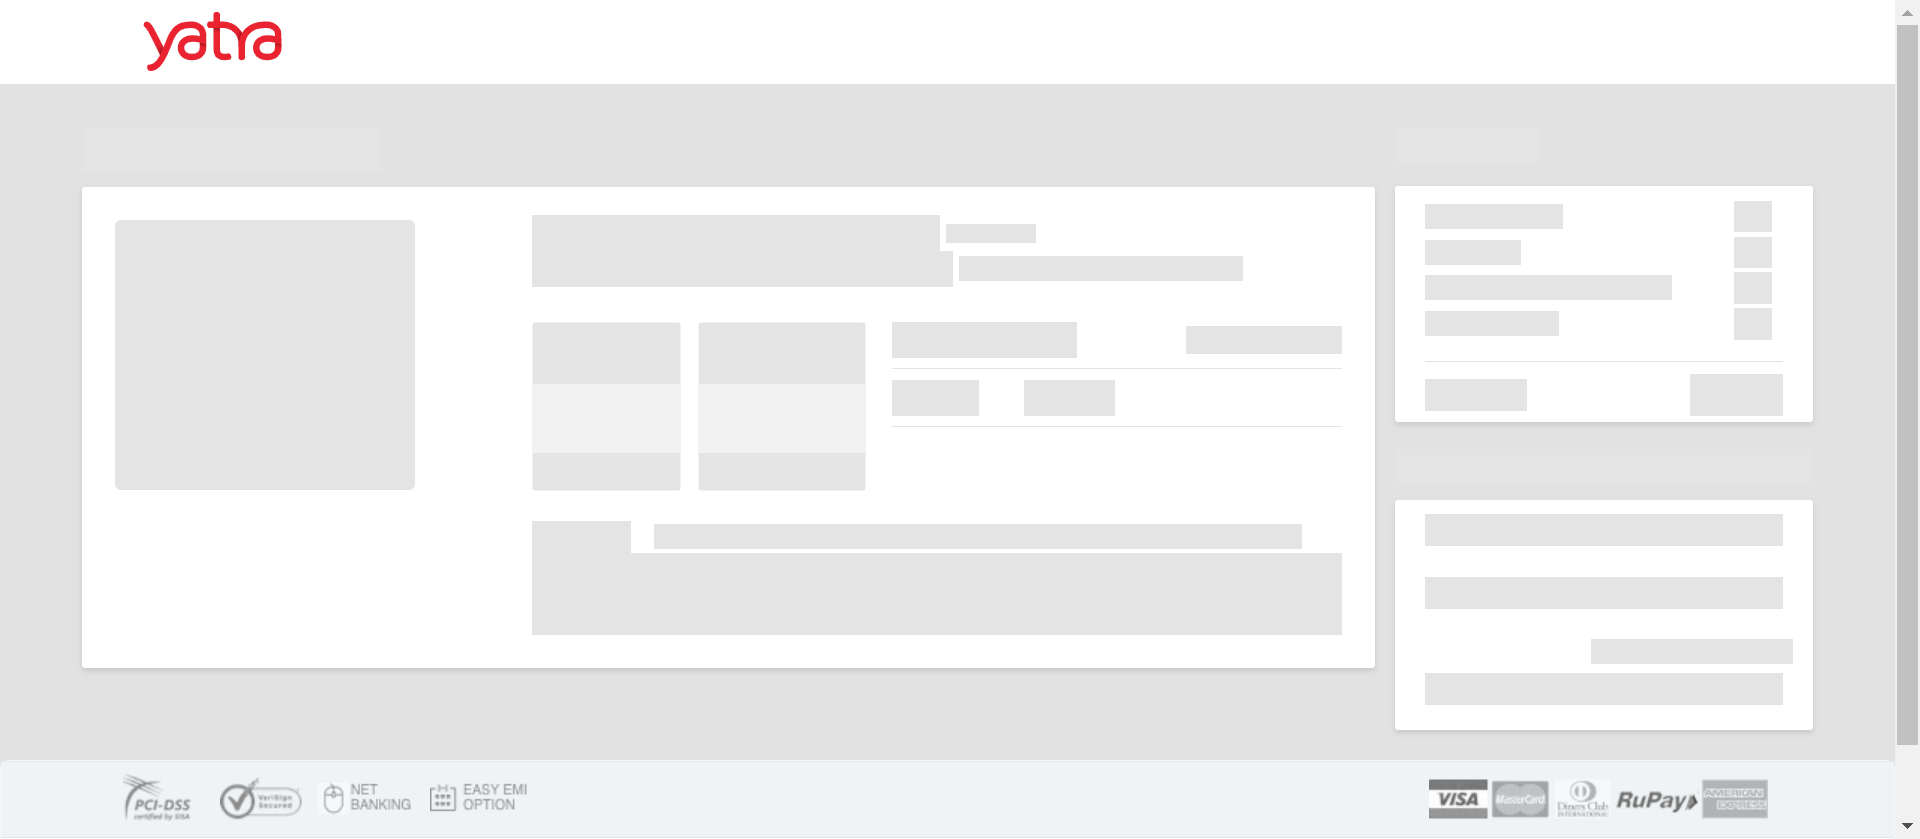 yatra
PCI-DSS
certified by SISA
VeriSign
Secured
NET
BANKING
EASY EMI
OPTION
VISA
MasterCard
Diners Club
INTERNATIONAL
RuPay
AMERICAN
EXPRESS